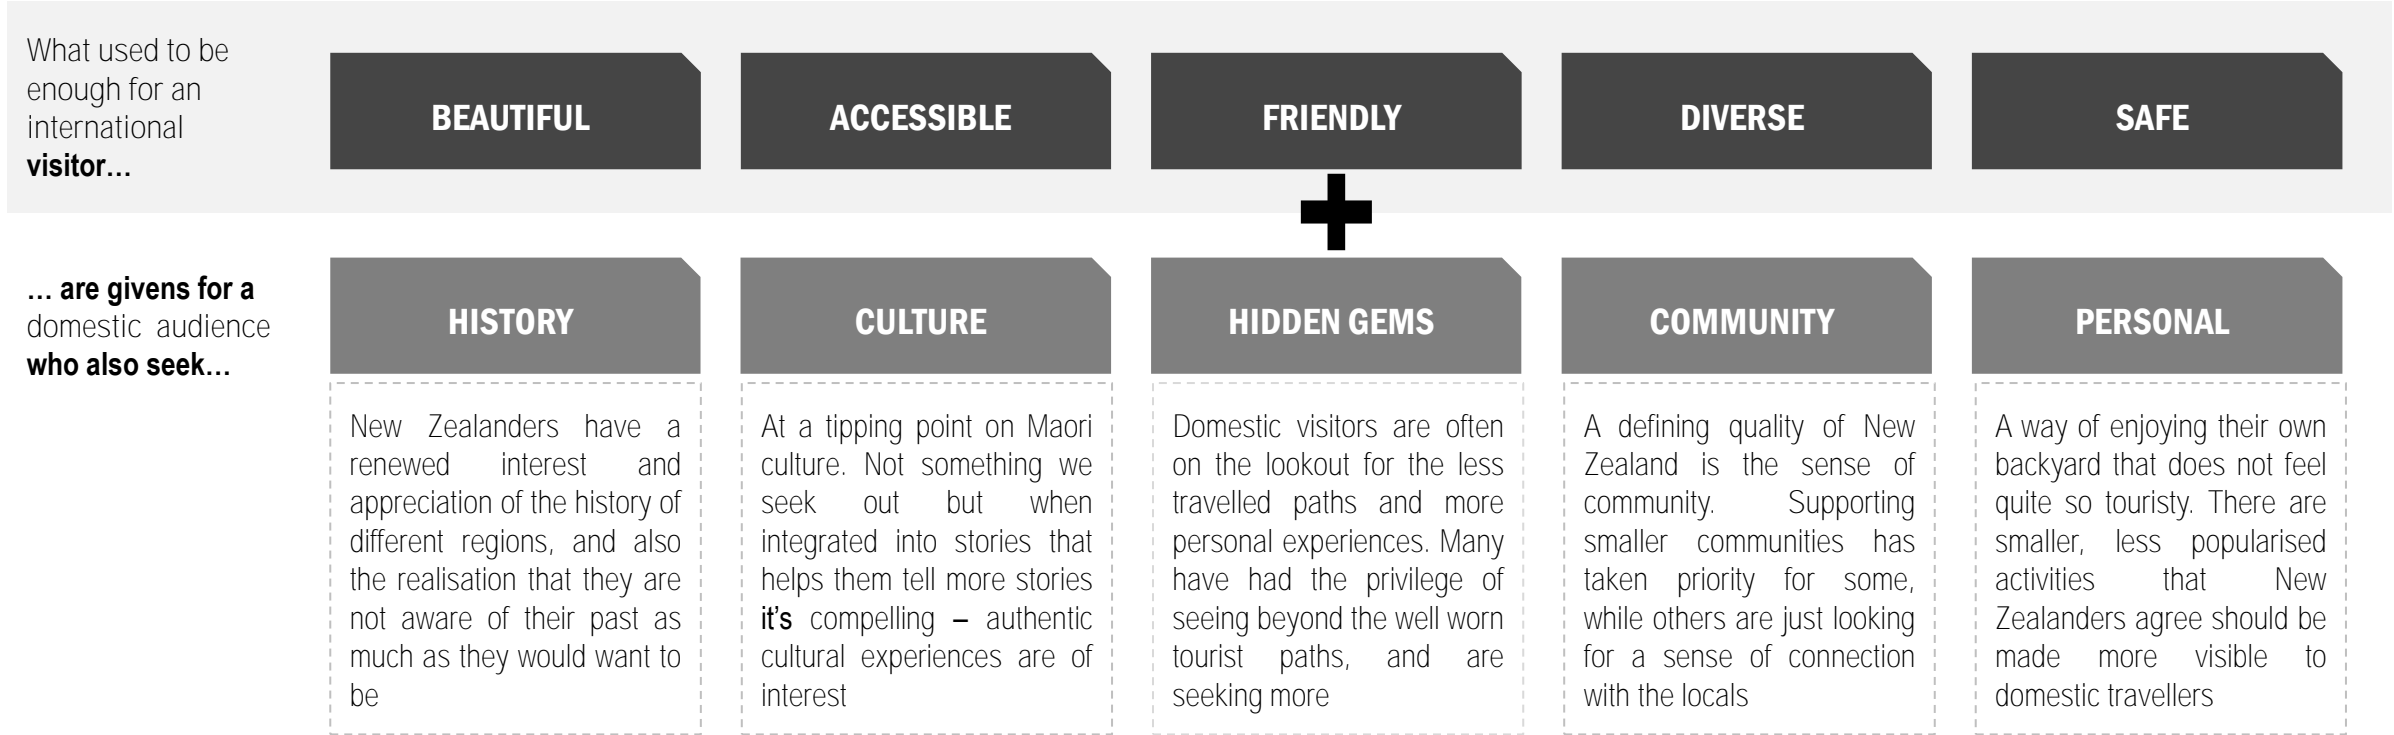 What used to be
enough for an
international
visitor...
BEAUTIFUL
ACCESSIBLE
FRIENDLY
DIVERSE
SAFE
... are givens for a
domestic audience
who also seek...
HISTORY
CULTURE
HIDDEN GEMS
COMMUNITY
PERSONAL
New Zealanders have a
renewed interest and
appreciation of the history of
different regions, and also
the realisation that they are
not aware of their past as
much as they would want to
be
At a tipping point on Maori
culture. Not something we
seek out but when
integrated into stories that
helps them tell more stories
it’s compelling – authentic
cultural experiences are of
interest
Domestic visitors are often
on the lookout for the less
travelled paths and more
personal experiences. Many
have had the privilege of
seeing beyond the well worn
tourist paths, and are
seeking more
A defining quality of New
Zealand is the sense of
community. Supporting
smaller communities has
taken priority for some,
while others are just looking
for a sense of connection
with the locals
A way of enjoying their own
backyard that does not feel
quite so touristy. There are
smaller, less popularised
activities that New
Zealanders agree should be
made more visible to
domestic travellers